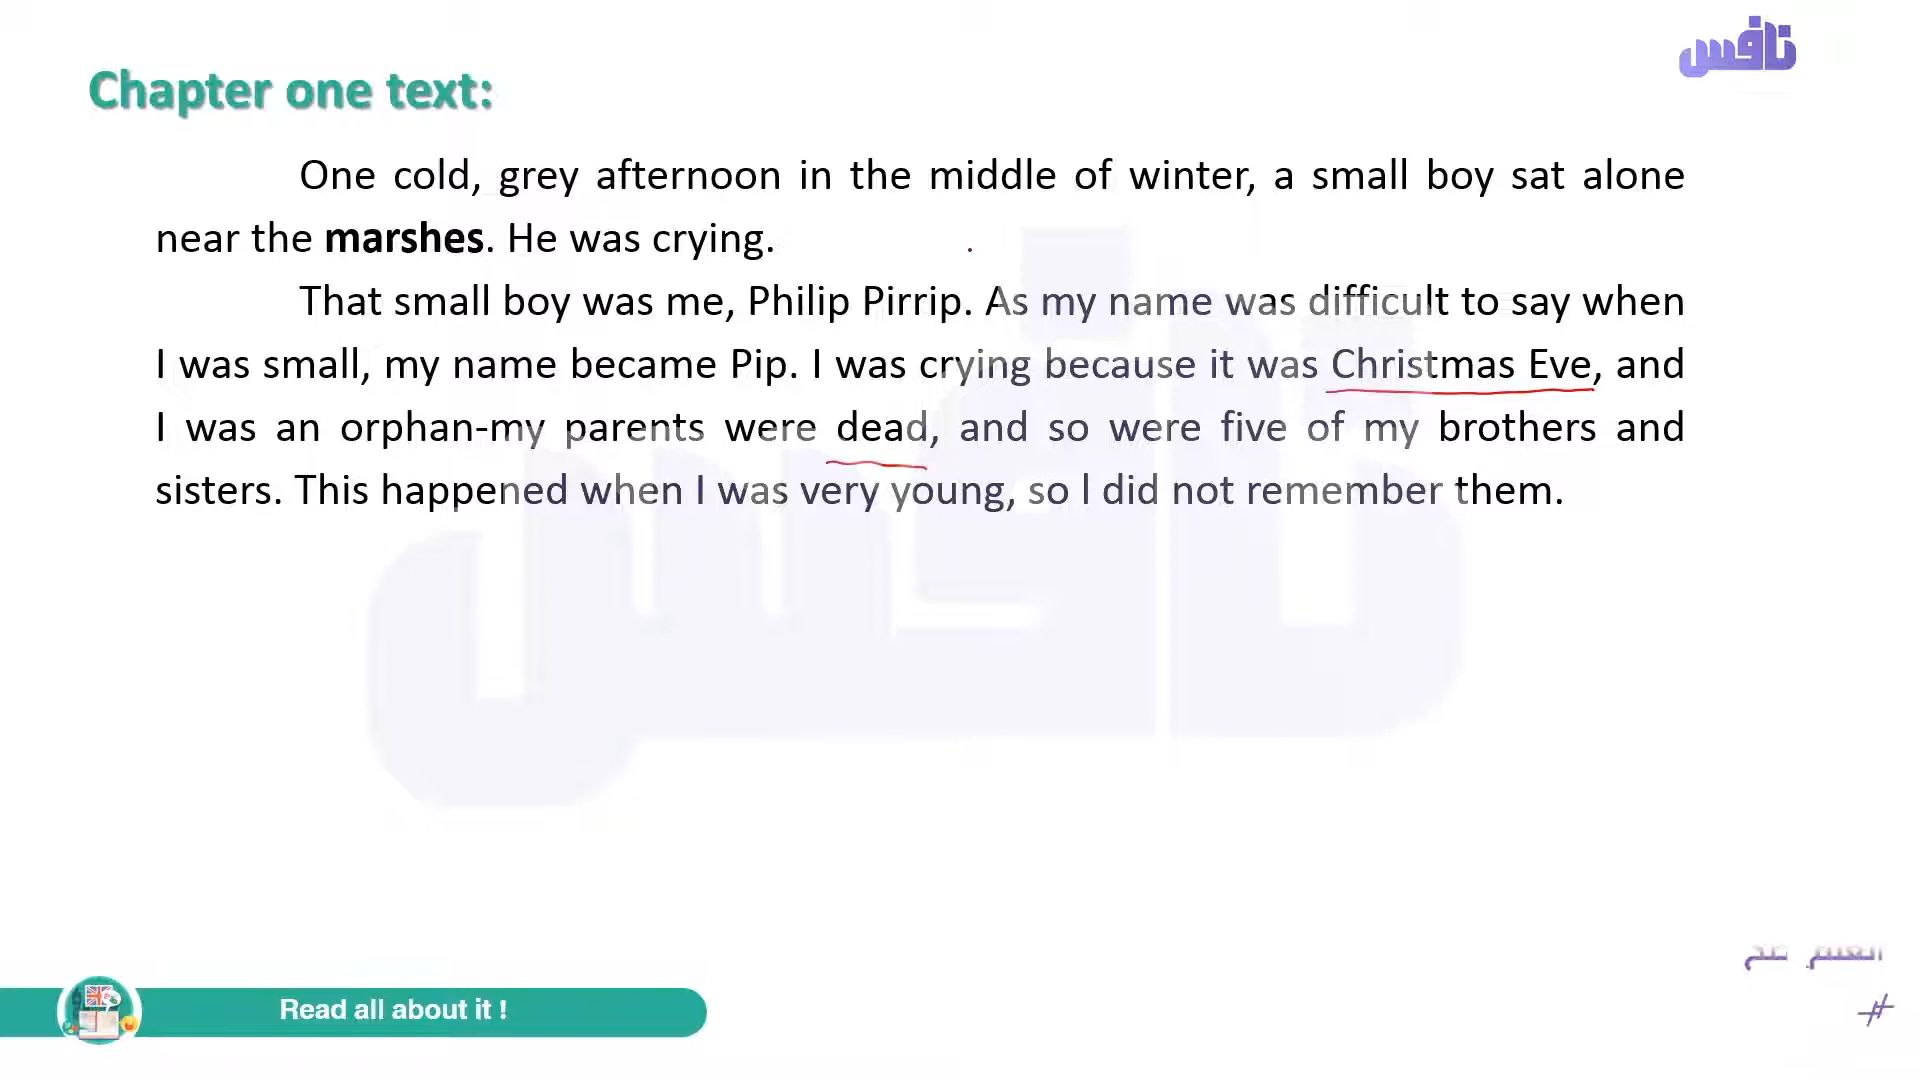 نافس
Chapter one text:
One cold, grey afternoon in the middle of winter, a small boy sat alone
near the marshes. He was crying.
That small boy was me, Philip Pirrip. As my name was difficult to say when
I was small, my name became Pip. I was crying because it was Christmas Eve, and
I was an orphan-my parents were dead, and so were five of my brothers and
sisters. This happened when I was very young, so l did not remember them.
Read all about it !
#